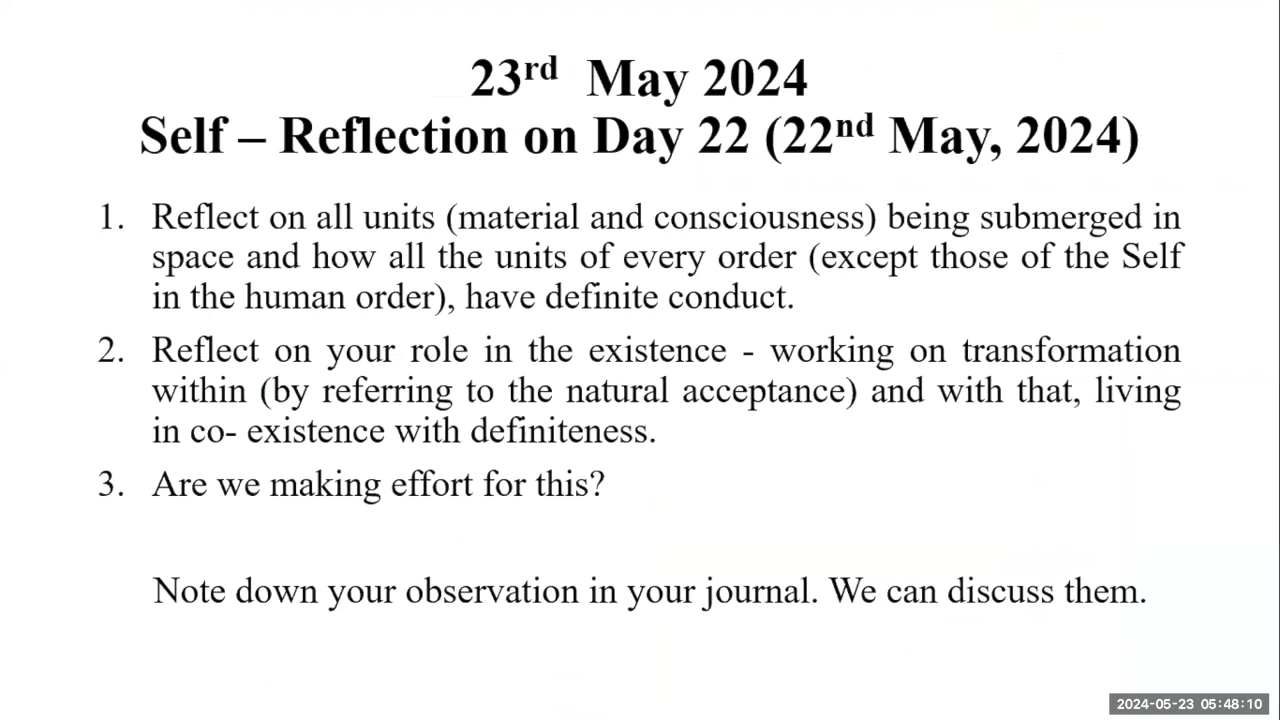 23rd May 2024
Self – Reflection on Day 22 (22nd May, 2024)
1. Reflect on all units (material and consciousness) being submerged in
space and how all the units of every order (except those of the Self
in the human order), have definite conduct.
2. Reflect on your role in the existence - working on transformation
within (by referring to the natural acceptance) and with that, living
in co- existence with definiteness.
3. Are we making effort for this?
Note down your observation in your journal. We can discuss them.
2024-05-23 05:48:10